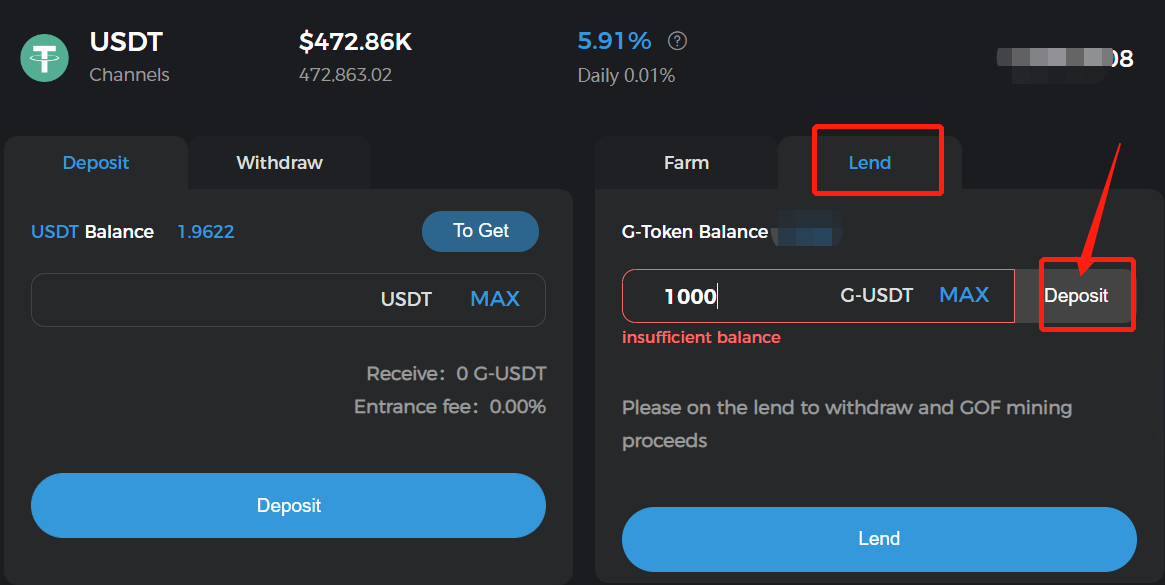 USDT
Channels
$472.86K
472,863.02
5.91% ?
Daily 0.01%
08
Deposit
Withdraw
USDT Balance 1.9622
To Get
USDT MAX
Receive: 0 G-USDT
Entrance fee: 0.00%
Deposit
Farm
Lend
G-Token Balance
1000 G-USDT MAX
Deposit
insufficient balance
Please on the lend to withdraw and GOF mining
proceeds
Lend